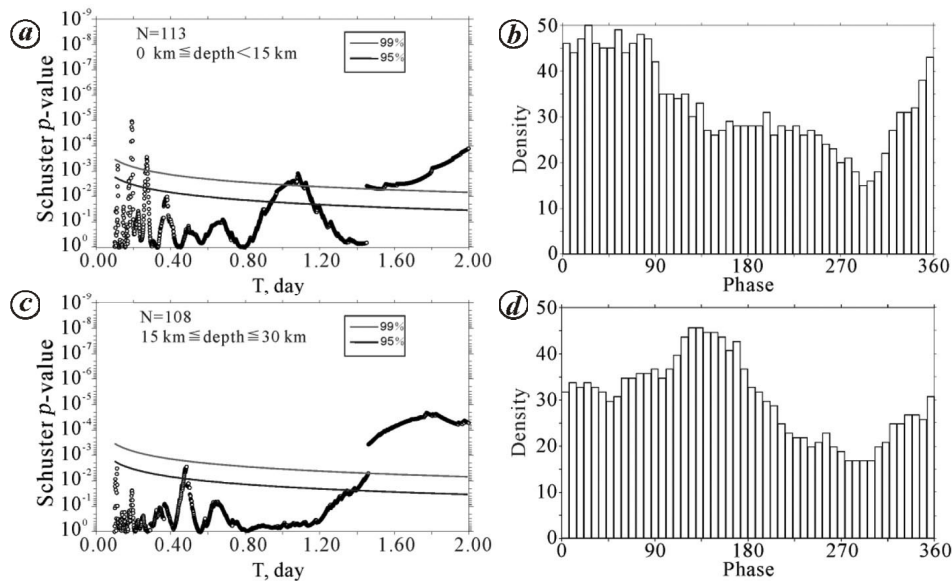 a
N=113
0 km≦depth<15 km
99%
95%
Schuster p-value
10⁻⁹
10⁻⁸
10⁻⁷
10⁻⁶
10⁻⁵
10⁻⁴
10⁻³
10⁻²
10⁻¹
10⁰
0.00 0.40 0.80 1.20 1.60 2.00
T, day
b
Density
50
40
30
20
10
0
0 90 180 270 360
Phase
c
N=108
15 km≦depth≦30 km
99%
95%
Schuster p-value
10⁻⁹
10⁻⁸
10⁻⁷
10⁻⁶
10⁻⁵
10⁻⁴
10⁻³
10⁻²
10⁻¹
10⁰
0.00 0.40 0.80 1.20 1.60 2.00
T, day
d
Density
50
40
30
20
10
0
0 90 180 270 360
Phase